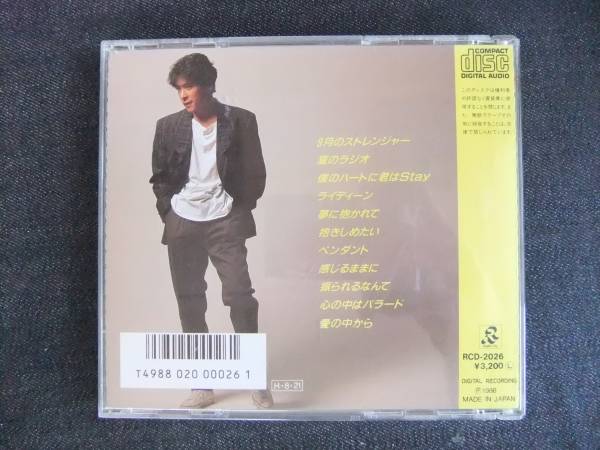 COMPACT
disc
DIGITAL AUDIO
8月のストレンジャー
夏のラジオ
僕のハートに君はStay
ライディーン
夢に抱かれて
抱きしめたい
ペンダント
感じるままに
振られるなんて
心の中はバラード
愛の中から
T4988 020 00026 1
H・8・21
RCD-2026
¥3,200 L
DIGITAL RECORDING
Ⓟ1986
MADE IN JAPAN